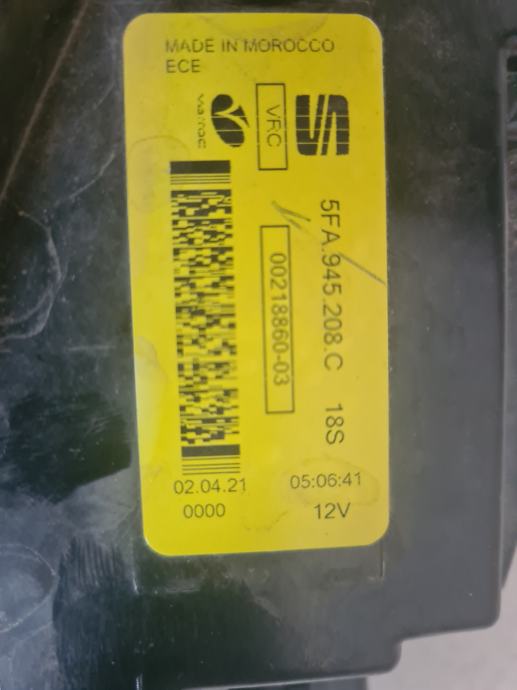 MADE IN MOROCCO
ECE
VRC
varroc
5FA.945.208.C 18S
00218860-03
02.04.21 05:06:41
0000 12V